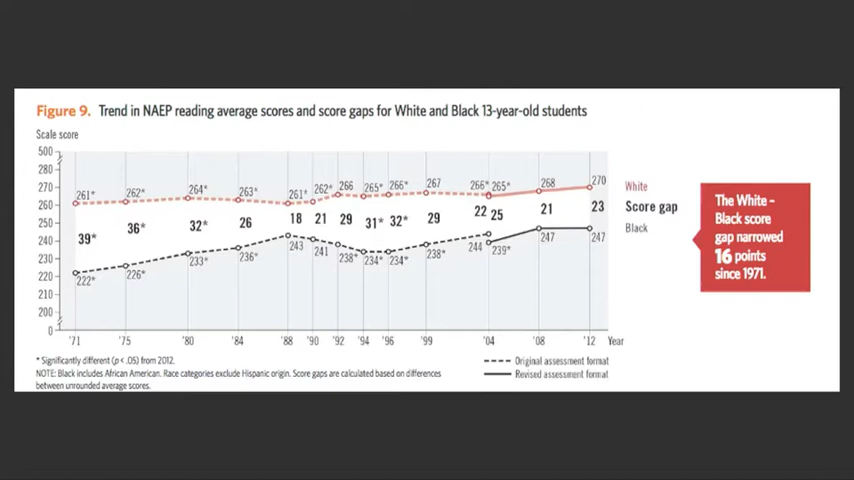 Figure 9. Trend in NAEP reading average scores and score gaps for White and Black 13-year-old students
Scale score
500
280
270
260
250
240
230
220
210
200
0
261* 262* 264* 263* 261* 262* 266 265* 266* 267 266* 265* 268 270
39* 36* 32* 26 18 21 29 31* 32* 29 22 25 21 23
222* 226* 233* 236* 243 241 238* 234* 234* 238* 244 239* 247 247
White
Score gap
Black
The White –
Black score
gap narrowed
16 points
since 1971.
'71 '75 '80 '84 '88 '90 '92 '94 '96 '99 '04 '08 '12 Year
* Significantly different (p < .05) from 2012.
NOTE: Black includes African American. Race categories exclude Hispanic origin. Score gaps are calculated based on differences
between unrounded average scores.
Original assessment format
Revised assessment format